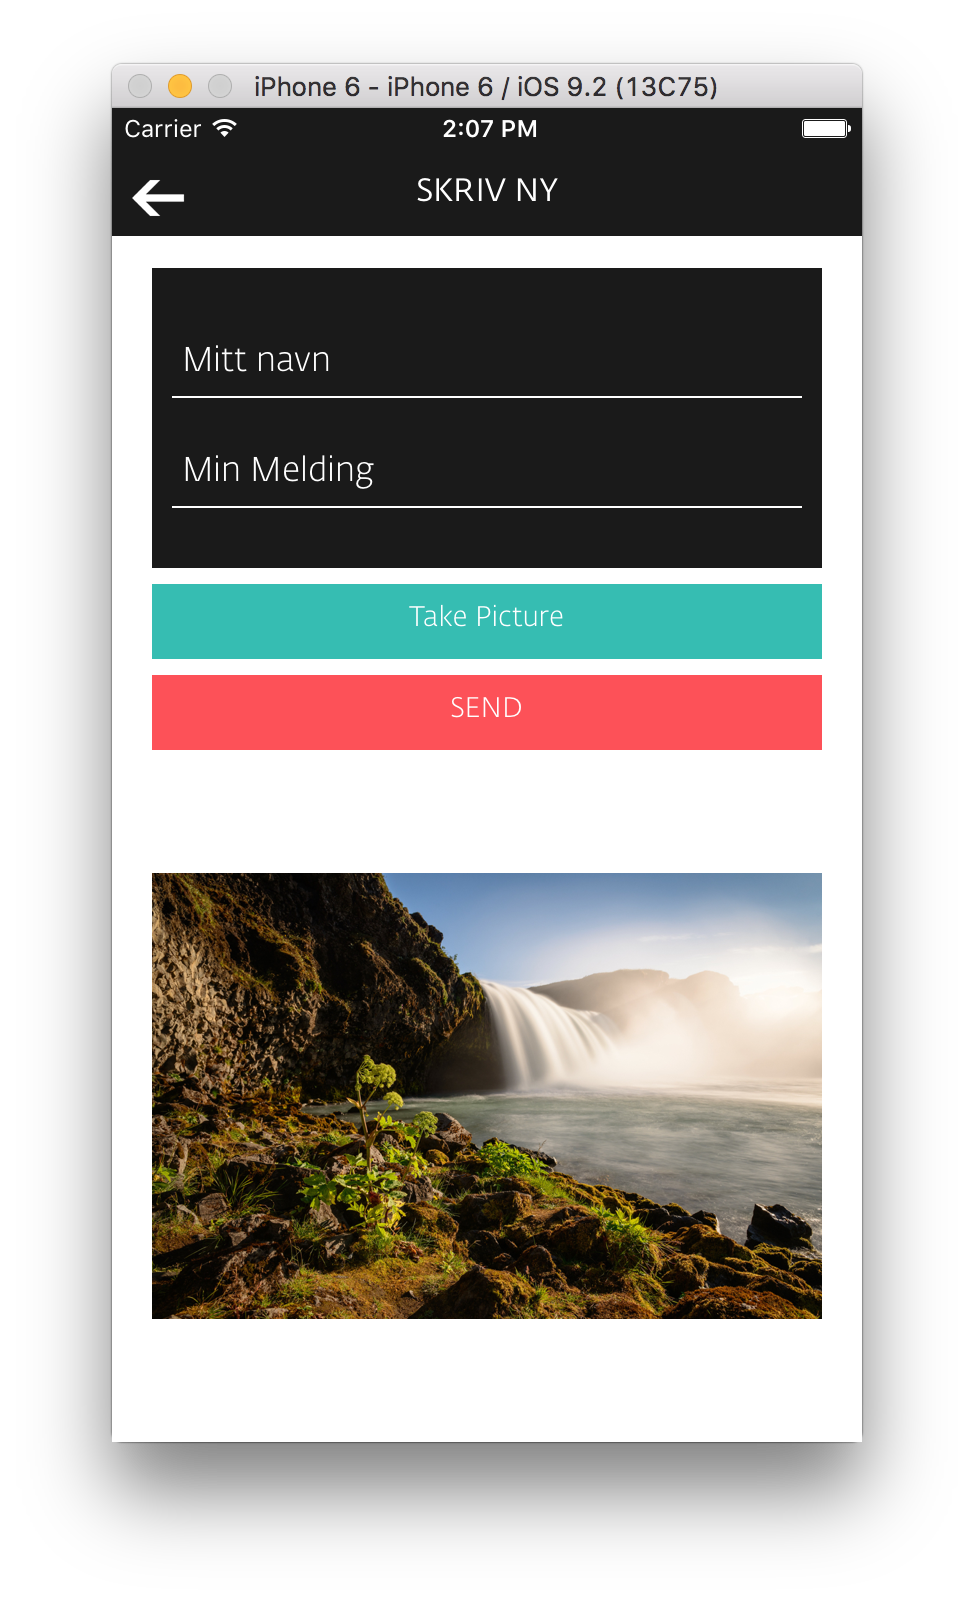 iPhone 6 - iPhone 6 / iOS 9.2 (13C75)
Carrier 2:07 PM
SKRIV NY
Mitt navn
Min Melding
Take Picture
SEND